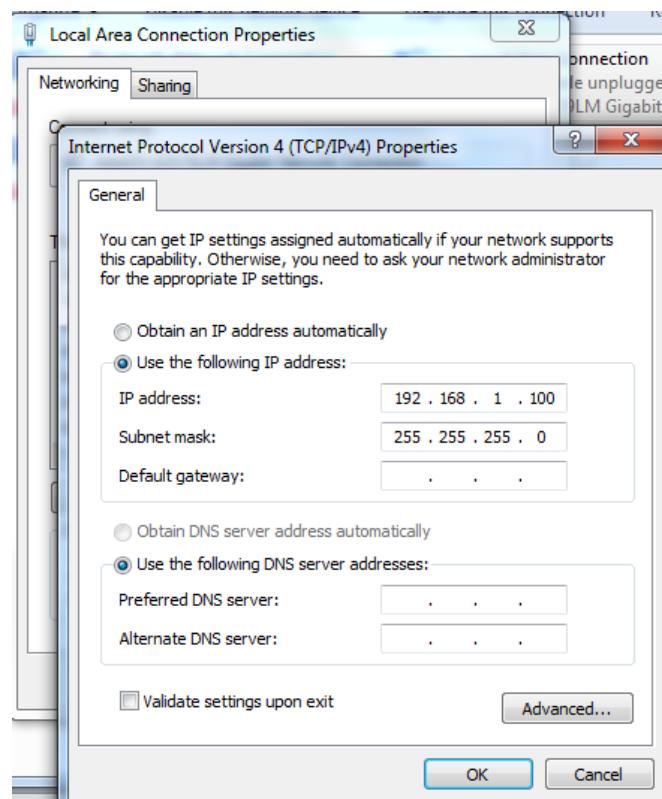 Local Area Connection Properties
onnection
Networking
Sharing
le unplugge
9LM Gigabit
Internet Protocol Version 4 (TCP/IPv4) Properties
?
General
You can get IP settings assigned automatically if your network supports
this capability. Otherwise, you need to ask your network administrator
for the appropriate IP settings.
Obtain an IP address automatically
Use the following IP address:
IP address: 192 . 168 . 1 . 100
Subnet mask: 255 . 255 . 255 . 0
Default gateway: . . .
Obtain DNS server address automatically
Use the following DNS server addresses:
Preferred DNS server: . . .
Alternate DNS server: . . .
Validate settings upon exit
Advanced...
OK
Cancel